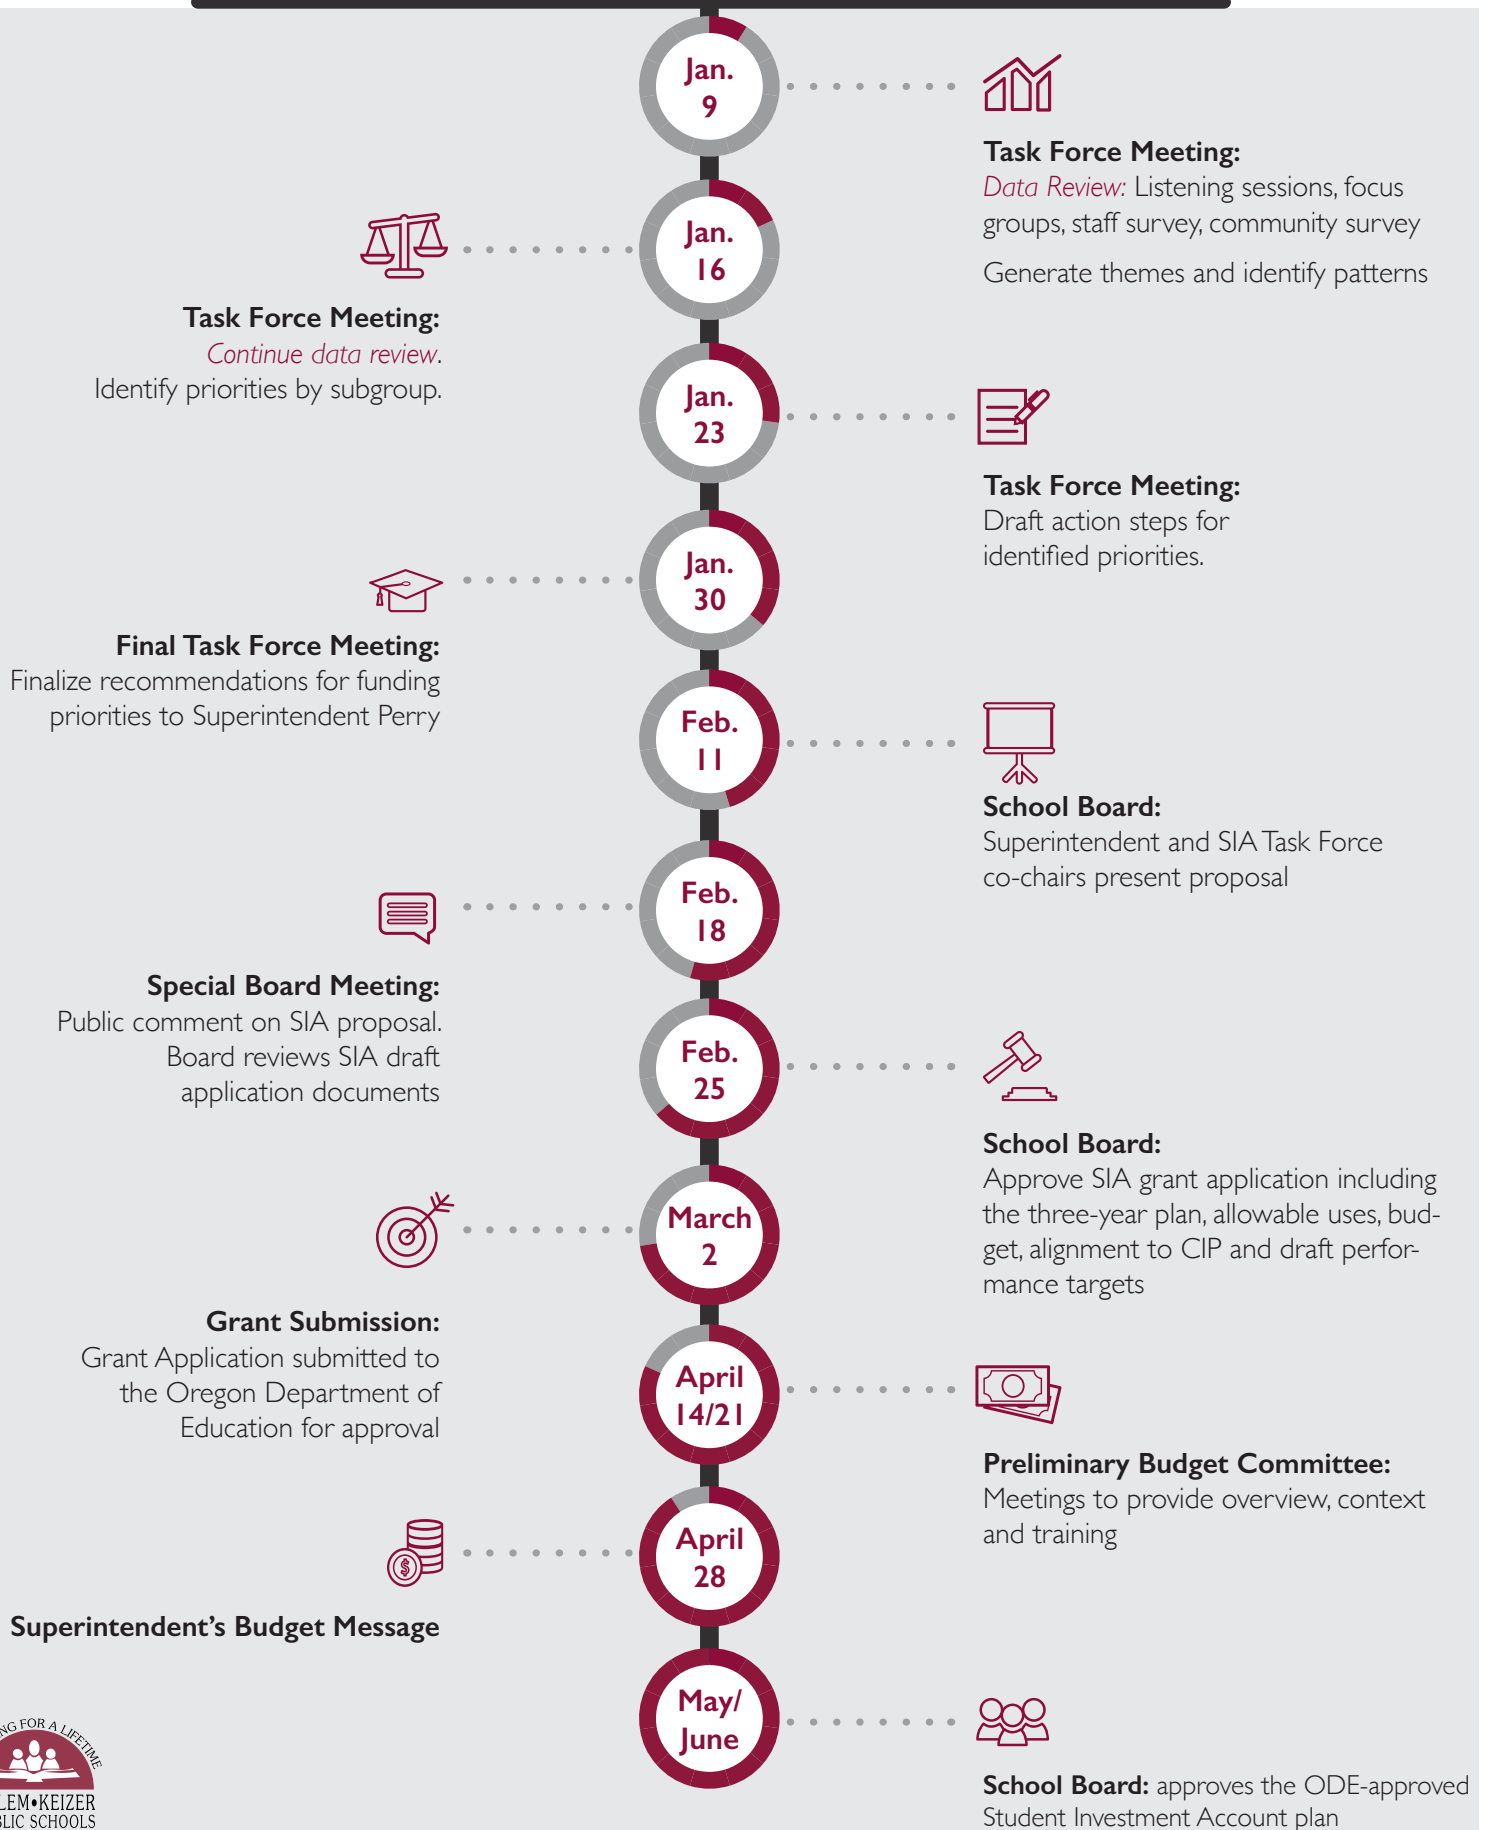 Jan.
9
Task Force Meeting:
Data Review: Listening sessions, focus
groups, staff survey, community survey
Generate themes and identify patterns
Jan.
16
Task Force Meeting:
Continue data review.
Identify priorities by subgroup.
Jan.
23
Task Force Meeting:
Draft action steps for
identified priorities.
Jan.
30
Final Task Force Meeting:
Finalize recommendations for funding
priorities to Superintendent Perry
Feb.
11
School Board:
Superintendent and SIA Task Force
co-chairs present proposal
Feb.
18
Special Board Meeting:
Public comment on SIA proposal.
Board reviews SIA draft
application documents
Feb.
25
School Board:
Approve SIA grant application including
the three-year plan, allowable uses, bud-
get, alignment to CIP and draft perfor-
mance targets
March
2
Grant Submission:
Grant Application submitted to
the Oregon Department of
Education for approval
April
14/21
Preliminary Budget Committee:
Meetings to provide overview, context
and training
April
28
$
Superintendent's Budget Message
May/
June
School Board: approves the ODE-approved
Student Investment Account plan
NG FOR A LIFETIME
LEM•KEIZER
BLIC SCHOOLS